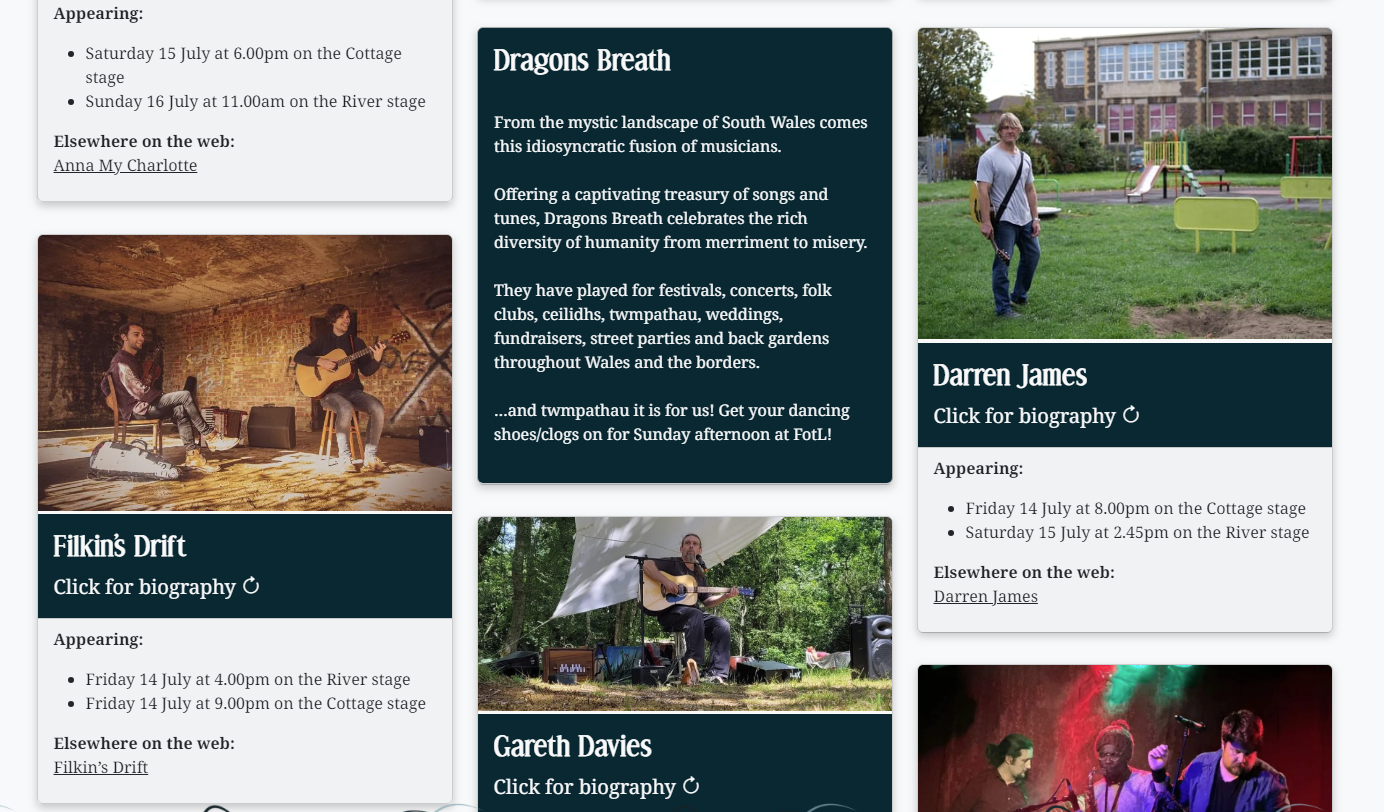 Appearing:
Saturday 15 July at 6.00pm on the Cottage
stage
Sunday 16 July at 11.00am on the River stage
Elsewhere on the web:
Anna My Charlotte
Filkin's Drift
Click for biography
Appearing:
Friday 14 July at 4.00pm on the River stage
Friday 14 July at 9.00pm on the Cottage stage
Elsewhere on the web:
Filkin’s Drift
Dragons Breath
From the mystic landscape of South Wales comes
this idiosyncratic fusion of musicians.
Offering a captivating treasury of songs and
tunes, Dragons Breath celebrates the rich
diversity of humanity from merriment to misery.
They have played for festivals, concerts, folk
clubs, ceilidhs, twmpathau, weddings,
fundraisers, street parties and back gardens
throughout Wales and the borders.
…and twmpathau it is for us! Get your dancing
shoes/clogs on for Sunday afternoon at FotL!
Gareth Davies
Click for biography
Darren James
Click for biography
Appearing:
Friday 14 July at 8.00pm on the Cottage stage
Saturday 15 July at 2.45pm on the River stage
Elsewhere on the web:
Darren James